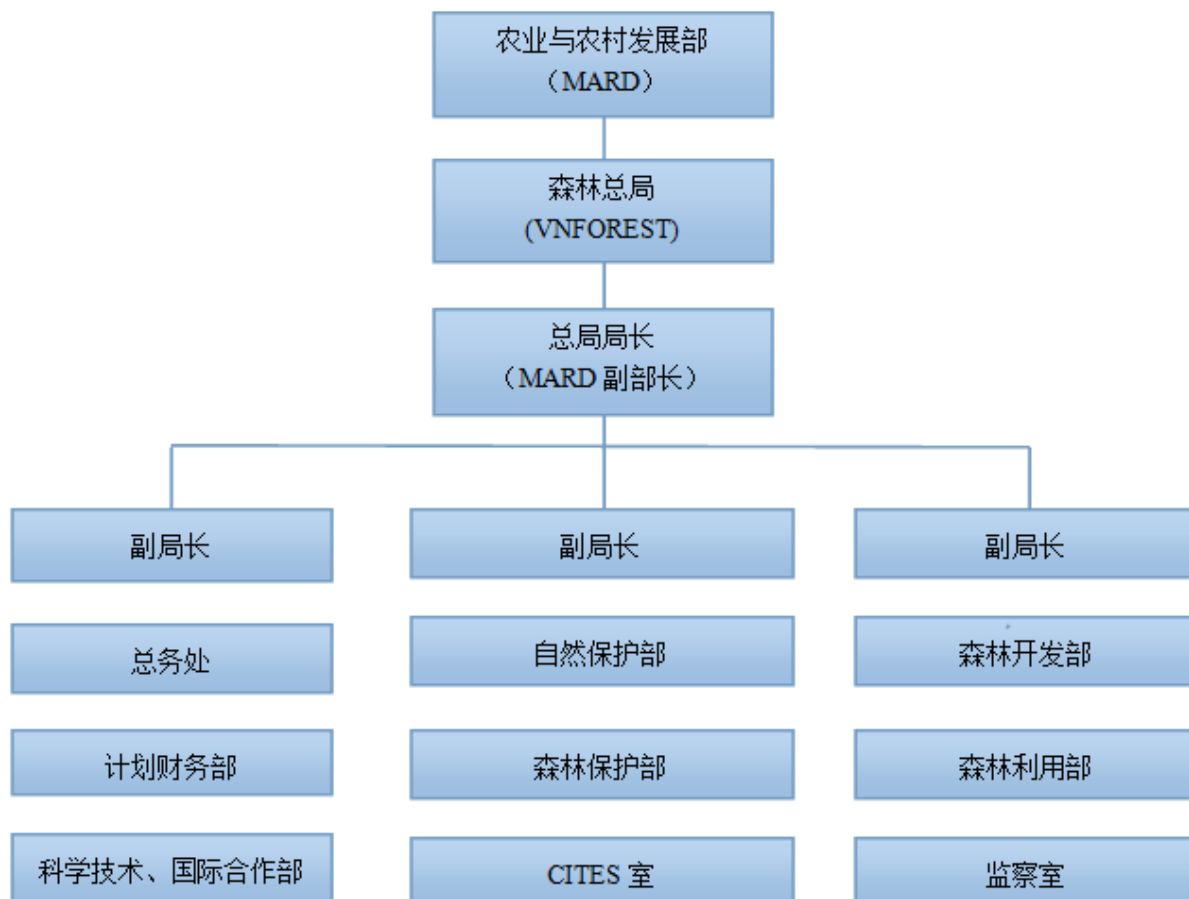 农业与农村发展部
（MARD）
森林总局
(VNFOREST)
总局局长
（MARD 副部长）
副局长
副局长
副局长
总务处
自然保护部
森林开发部
计划财务部
森林保护部
森林利用部
科学技术、国际合作部
CITES 室
监察室